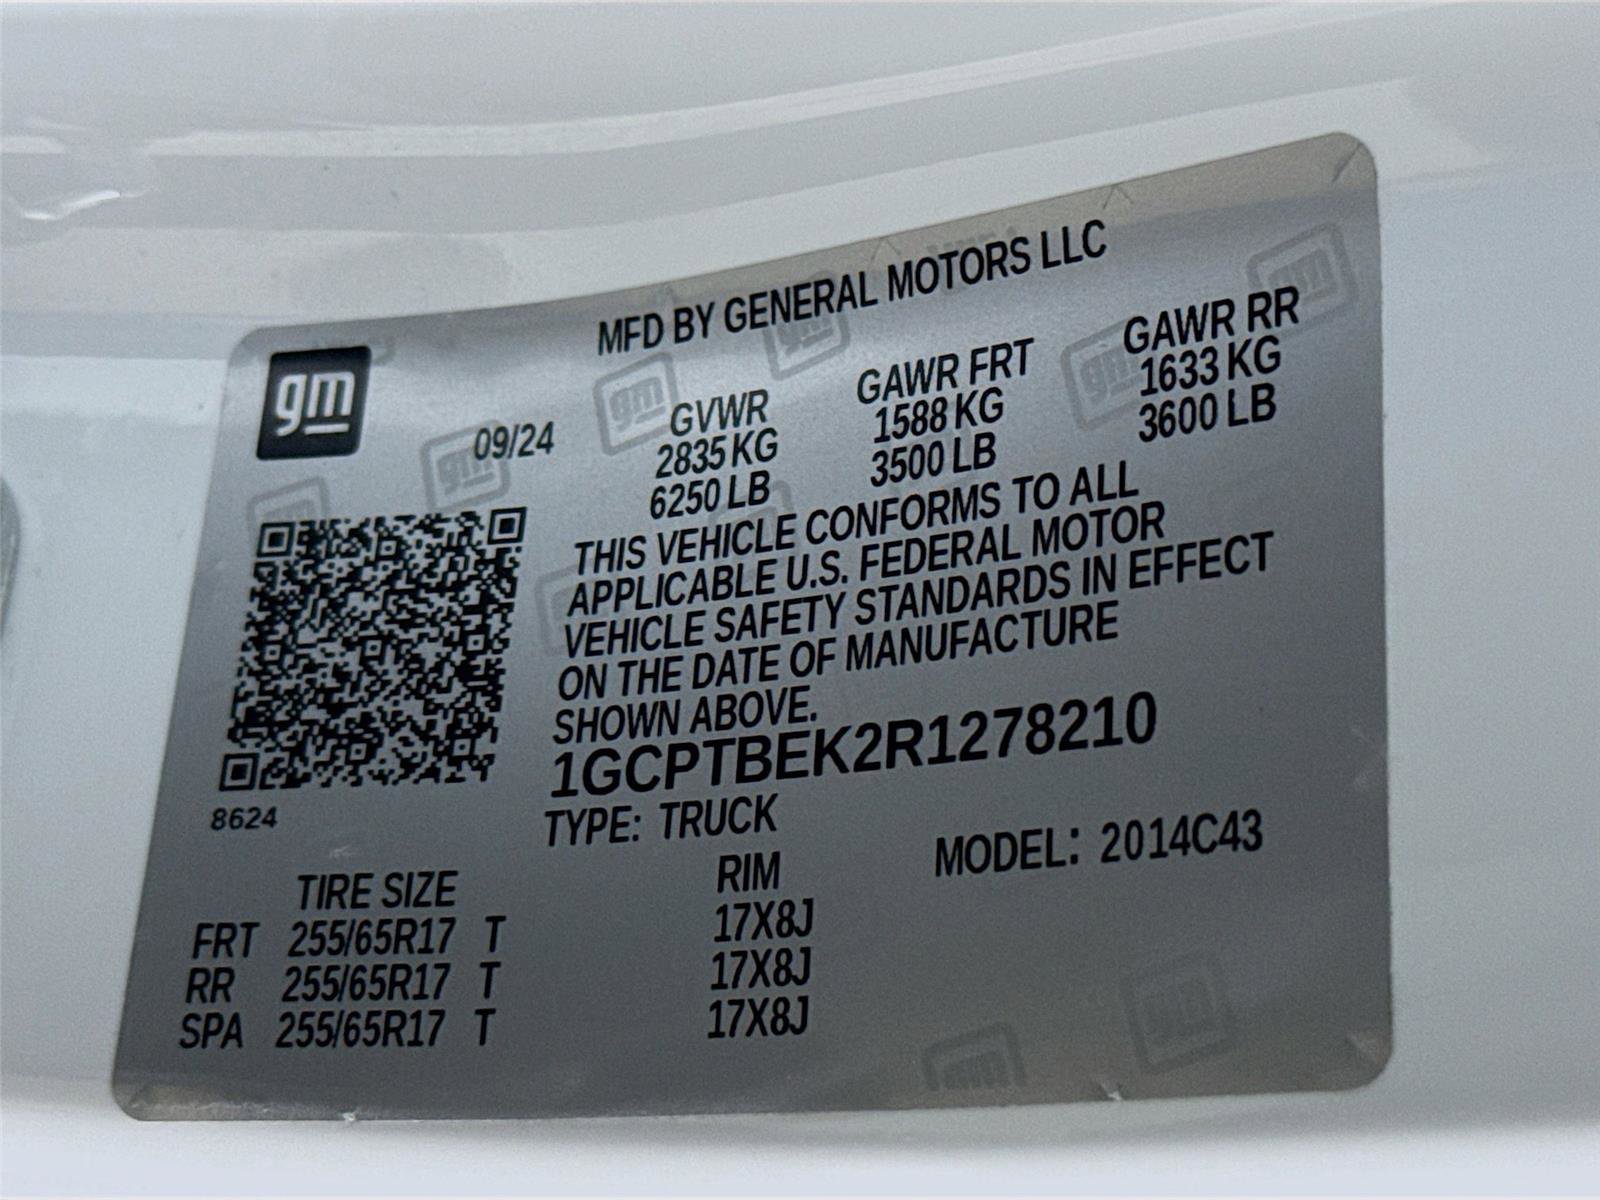 MFD BY GENERAL MOTORS LLC
gm
09/24
GVWR
2835 KG
6250 LB
GAWR FRT
1588 KG
3500 LB
GAWR RR
1633 KG
3600 LB
THIS VEHICLE CONFORMS TO ALL
APPLICABLE U.S. FEDERAL MOTOR
VEHICLE SAFETY STANDARDS IN EFFECT
ON THE DATE OF MANUFACTURE
SHOWN ABOVE.
1GCPTBEK2R1278210
8624
TYPE: TRUCK
MODEL: 2014C43
TIRE SIZE RIM
FRT 255/65R17 T 17X8J
RR 255/65R17 T 17X8J
SPA 255/65R17 T 17X8J